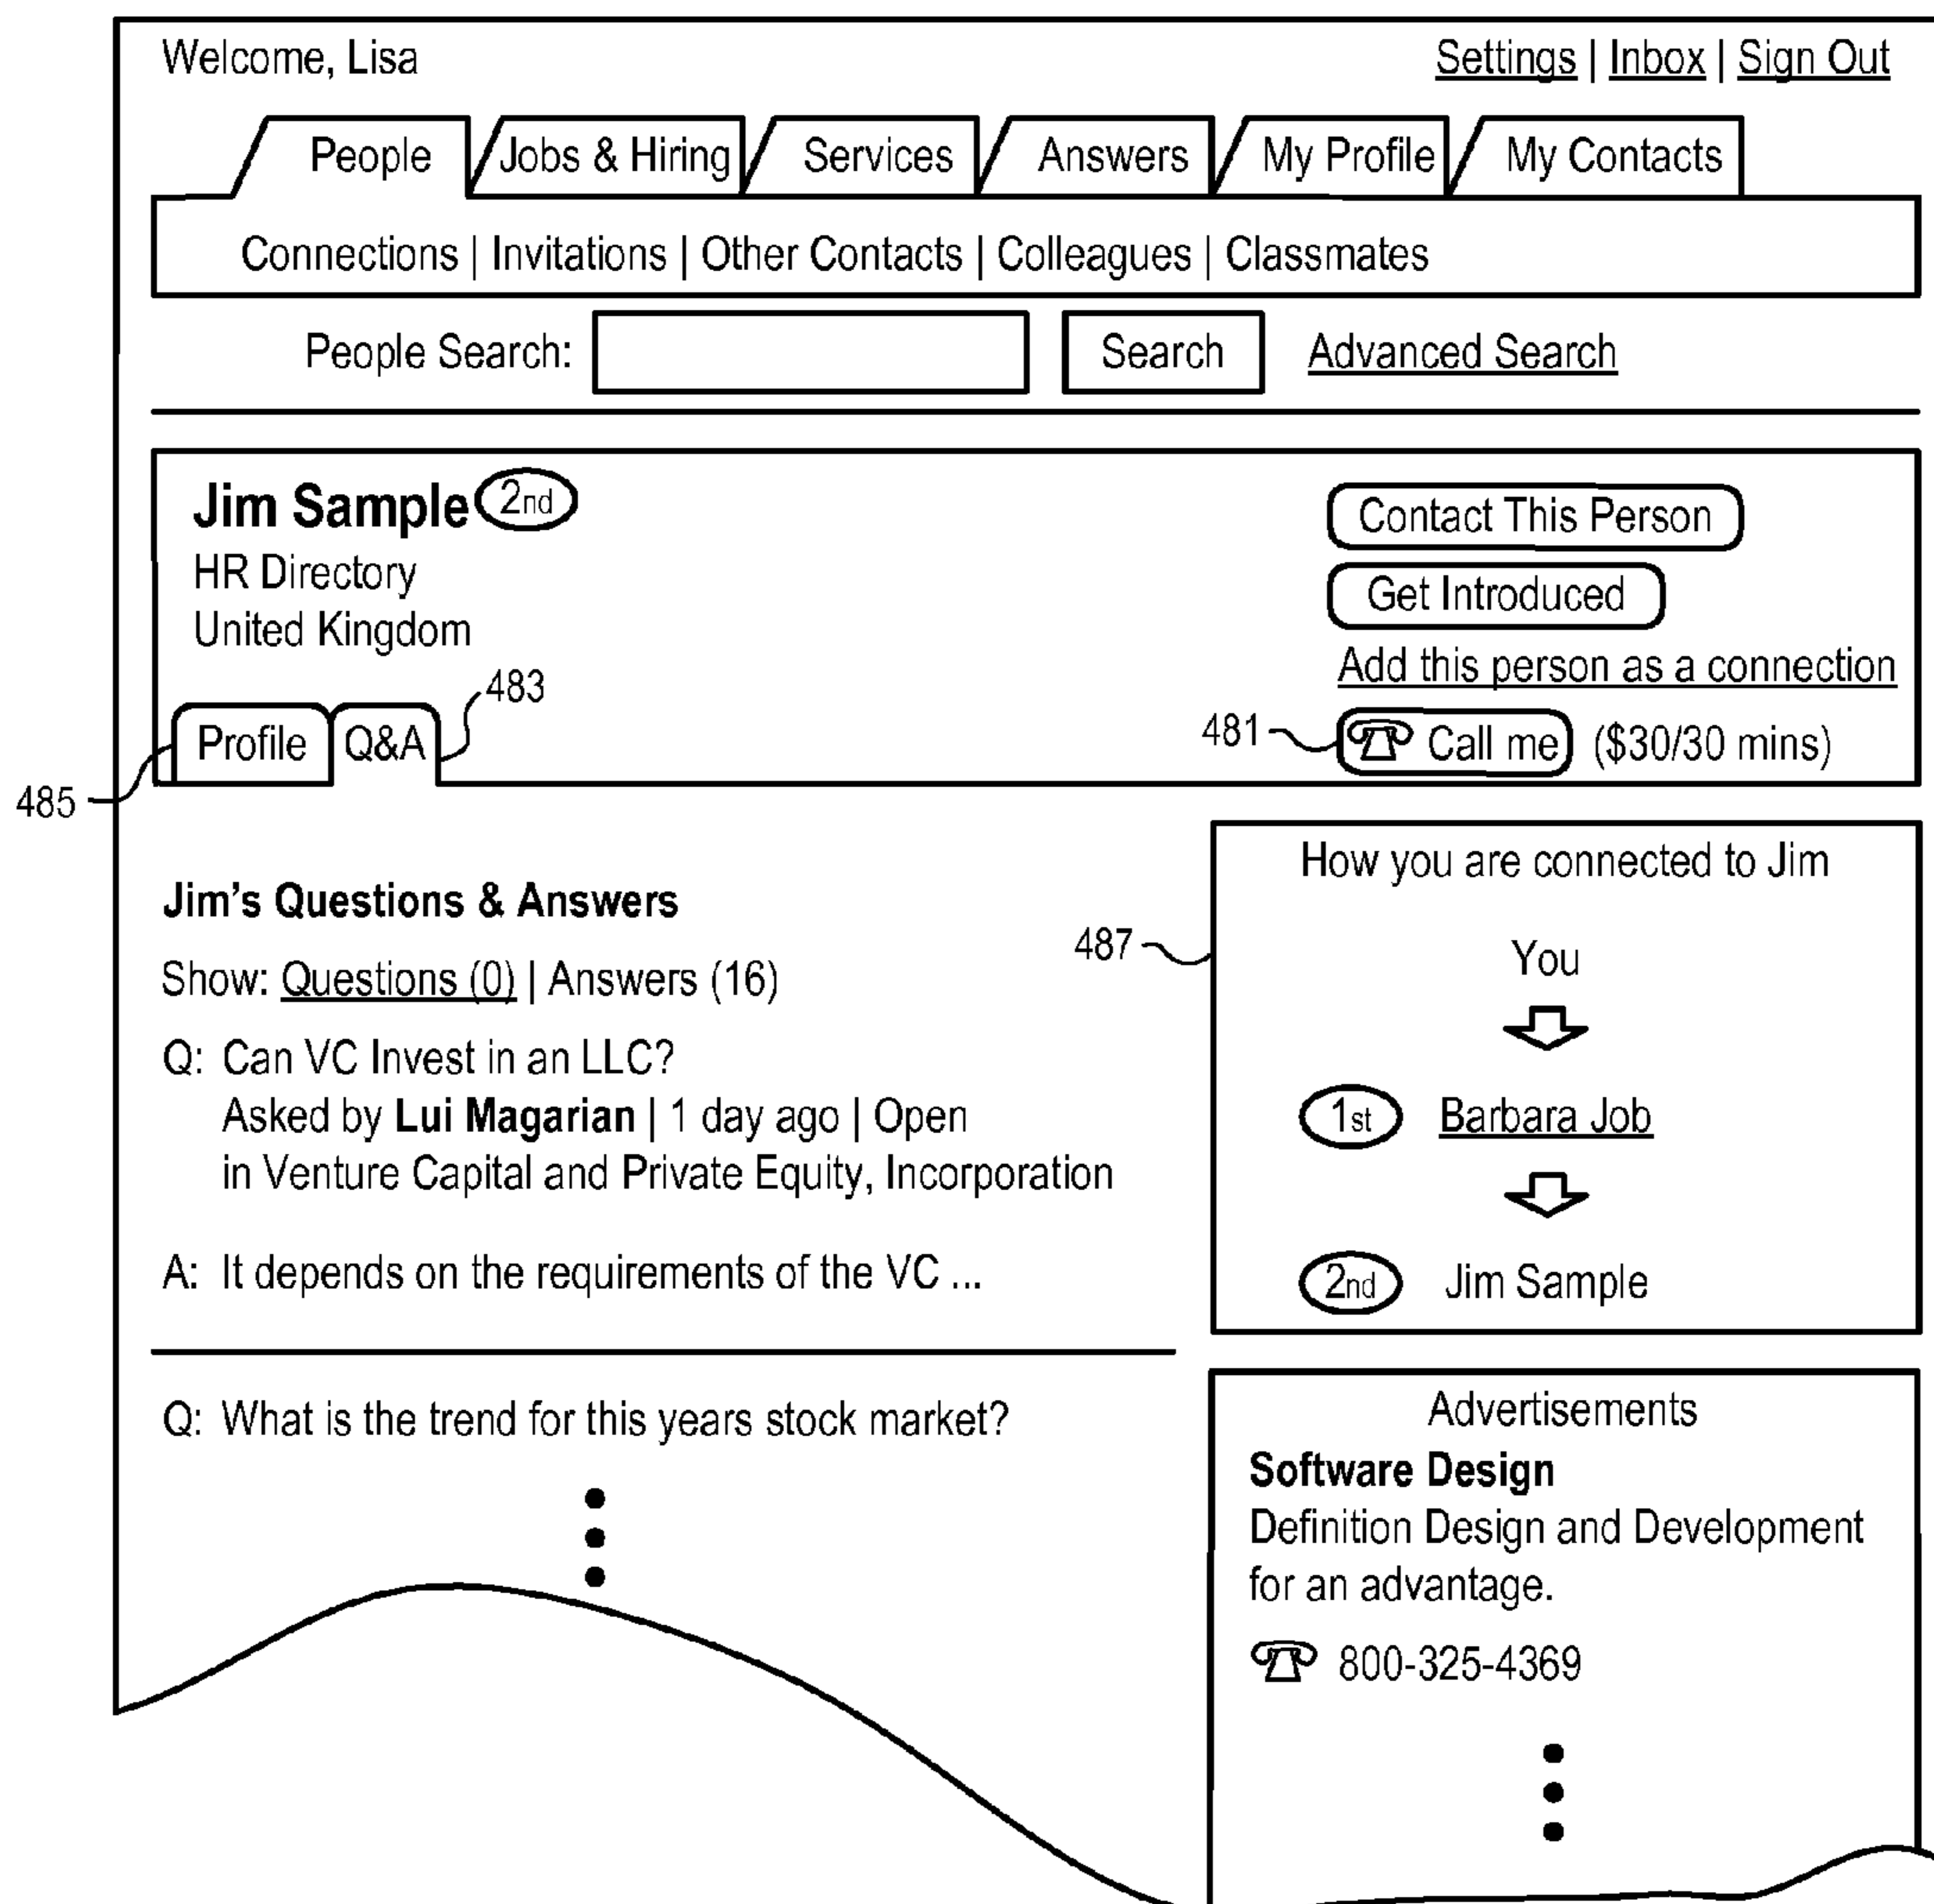 Welcome, Lisa
Settings | Inbox | Sign Out
People
Jobs & Hiring
Services
Answers
My Profile
My Contacts
Connections | Invitations | Other Contacts | Colleagues | Classmates
People Search:
Search
Advanced Search
Jim Sample 2nd
HR Directory
United Kingdom
Contact This Person
Get Introduced
Add this person as a connection
481
Call me ($30/30 mins)
483
Profile
Q&A
485
Jim's Questions & Answers
Show: Questions (0) | Answers (16)
Q: Can VC Invest in an LLC?
Asked by Lui Magarian | 1 day ago | Open
in Venture Capital and Private Equity, Incorporation
A: It depends on the requirements of the VC ...
Q: What is the trend for this years stock market?
487
How you are connected to Jim
You
1st Barbara Job
2nd Jim Sample
Advertisements
Software Design
Definition Design and Development
for an advantage.
800-325-4369